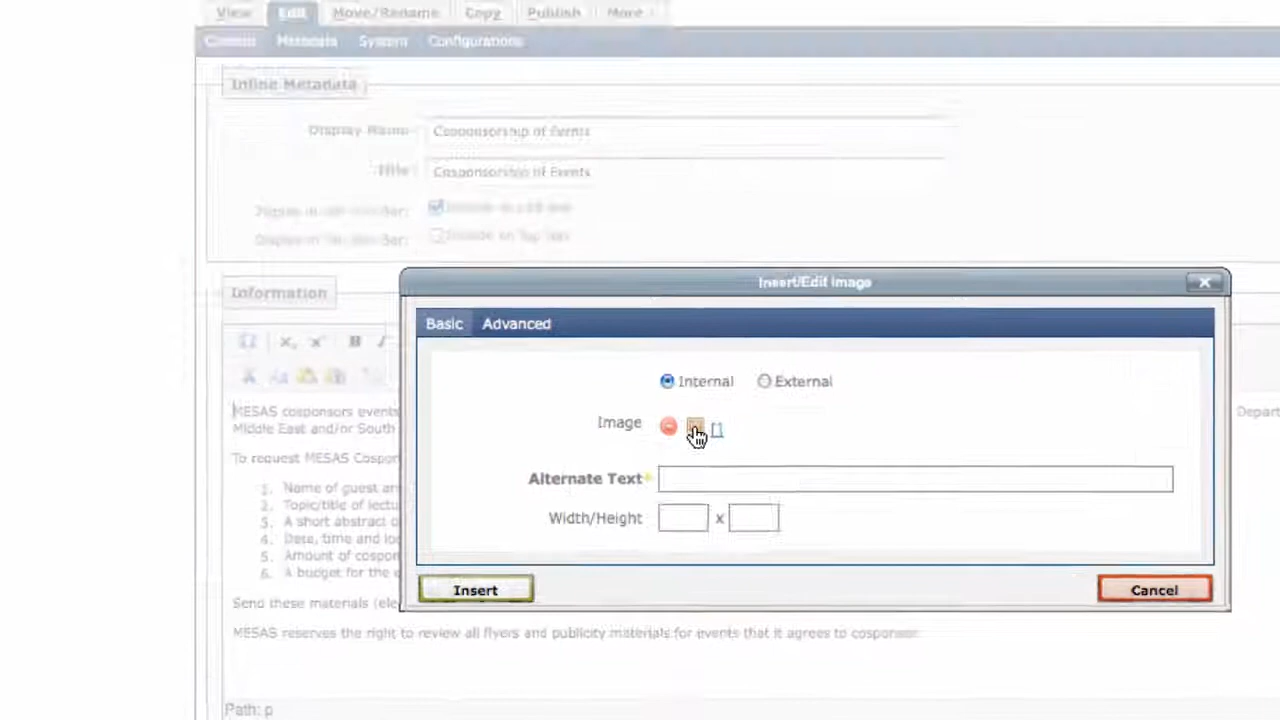 View Edit Move/Rename Copy Publish More
Content Metadata System Configurations
Inline Metadata
Display Name Cosponsorship of Events
Title Cosponsorship of Events
Information
Insert/Edit Image
Basic Advanced
Internal External
Image []
Alternate Text*
Width/Height x
Insert Cancel
MESAS cosponsors events Depar
Middle East and/or South
To request MESAS Cospon
1. Name of guest an
2. Topic/title of lectu
3. A short abstract o
4. Date, time and loc
5. Amount of cospon
6. A budget for the e
Send these materials (ele
MESAS reserves the right to review all flyers and publicity materials for events that it agrees to cosponsor.
Path: p